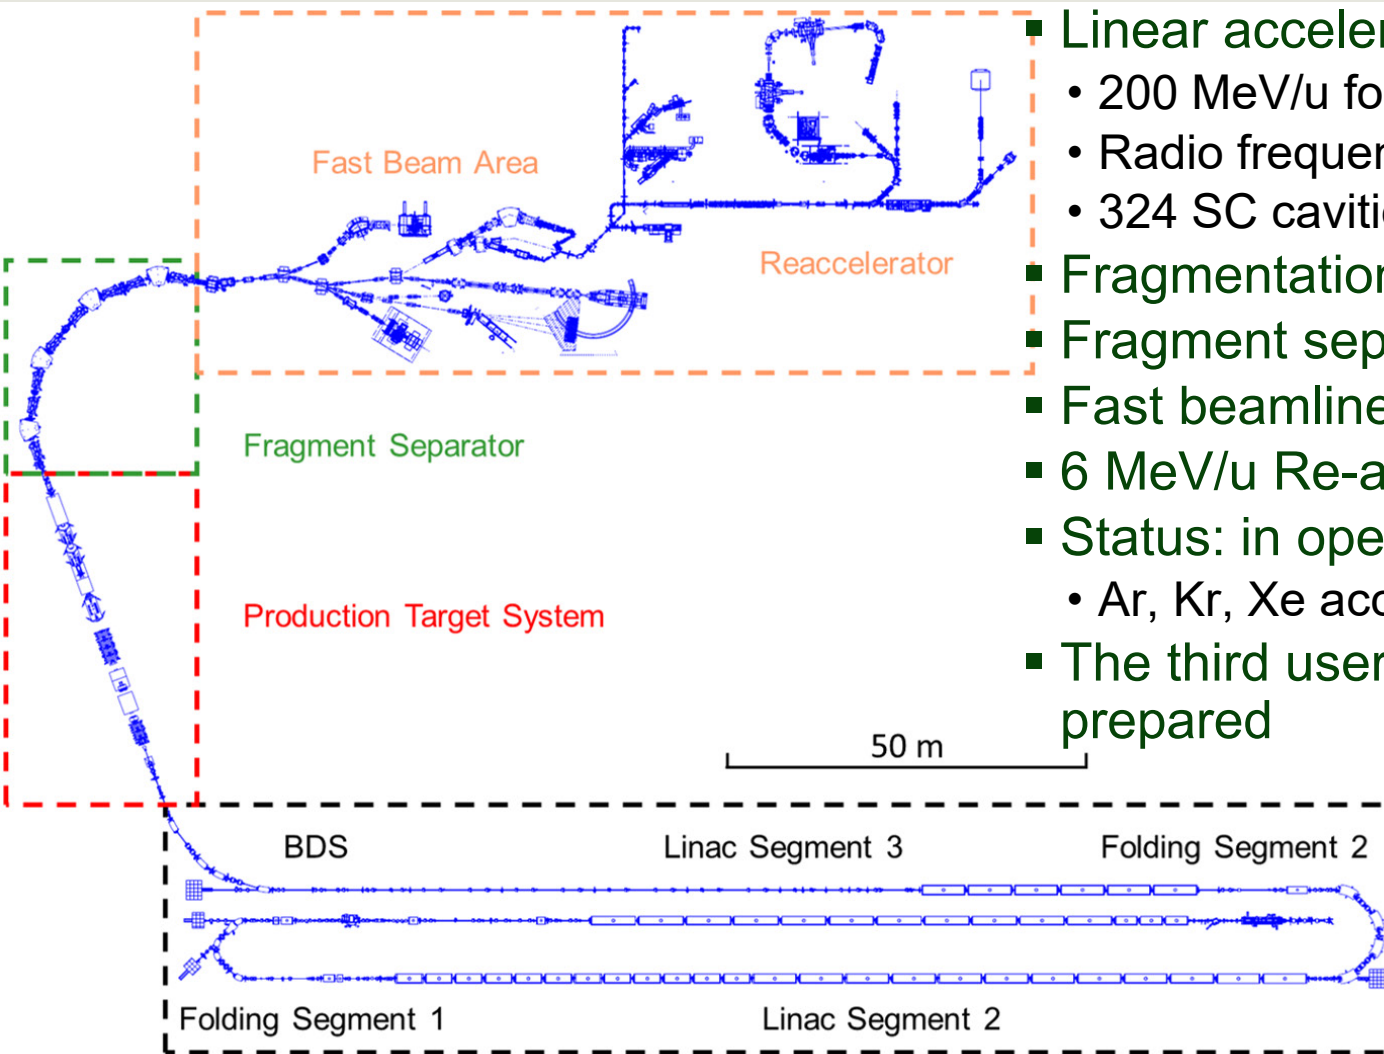 Fast Beam Area
Reaccelerator
Fragment Separator
Production Target System
50 m
BDS
Linac Segment 3
Folding Segment 2
Folding Segment 1
Linac Segment 2
▪ Linear acceler
• 200 MeV/u fo
• Radio frequen
• 324 SC caviti
▪ Fragmentation
▪ Fragment sep
▪ Fast beamline
▪ 6 MeV/u Re-a
▪ Status: in ope
• Ar, Kr, Xe acc
▪ The third user
prepared